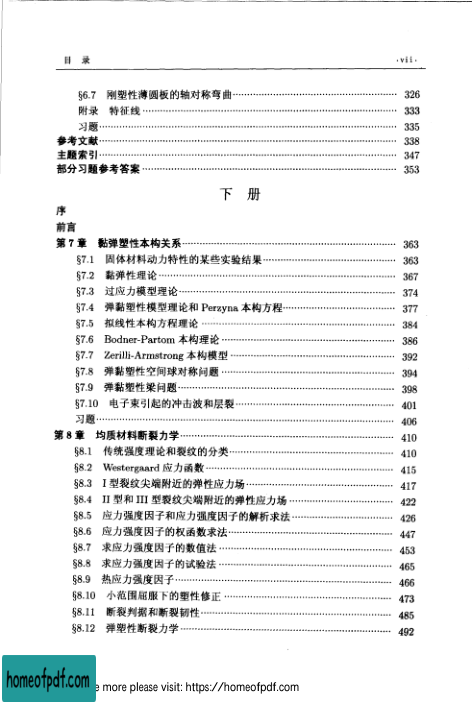 目 录 ·vii·
§6.7 刚塑性薄圆板的轴对称弯曲 326
附录 特征线 333
习题 335
参考文献 338
主题索引 347
部分习题参考答案 353
下 册
序
前言
第 7 章 黏弹塑性本构关系 363
§7.1 固体材料动力特性的某些实验结果 363
§7.2 黏弹性理论 367
§7.3 过应力模型理论 374
§7.4 弹黏塑性模型理论和 Perzyna 本构方程 377
§7.5 拟线性本构方程理论 384
§7.6 Bodner-Partom 本构理论 386
§7.7 Zerilli-Armstrong 本构模型 392
§7.8 弹黏塑性空间球对称问题 394
§7.9 弹黏塑性梁问题 398
§7.10 电子束引起的冲击波和层裂 401
习题 406
第 8 章 均质材料断裂力学 410
§8.1 传统强度理论和裂纹的分类 410
§8.2 Westergaard 应力函数 415
§8.3 I 型裂纹尖端附近的弹性应力场 417
§8.4 II 型和 III 型裂纹尖端附近的弹性应力场 422
§8.5 应力强度因子和应力强度因子的解析求法 426
§8.6 应力强度因子的权函数求法 447
§8.7 求应力强度因子的数值法 453
§8.8 求应力强度因子的试验法 465
§8.9 热应力强度因子 466
§8.10 小范围屈服下的塑性修正 473
§8.11 断裂判据和断裂韧性 485
§8.12 弹塑性断裂力学 492
homeofpdf.com
e more please visit: https://homeofpdf.com